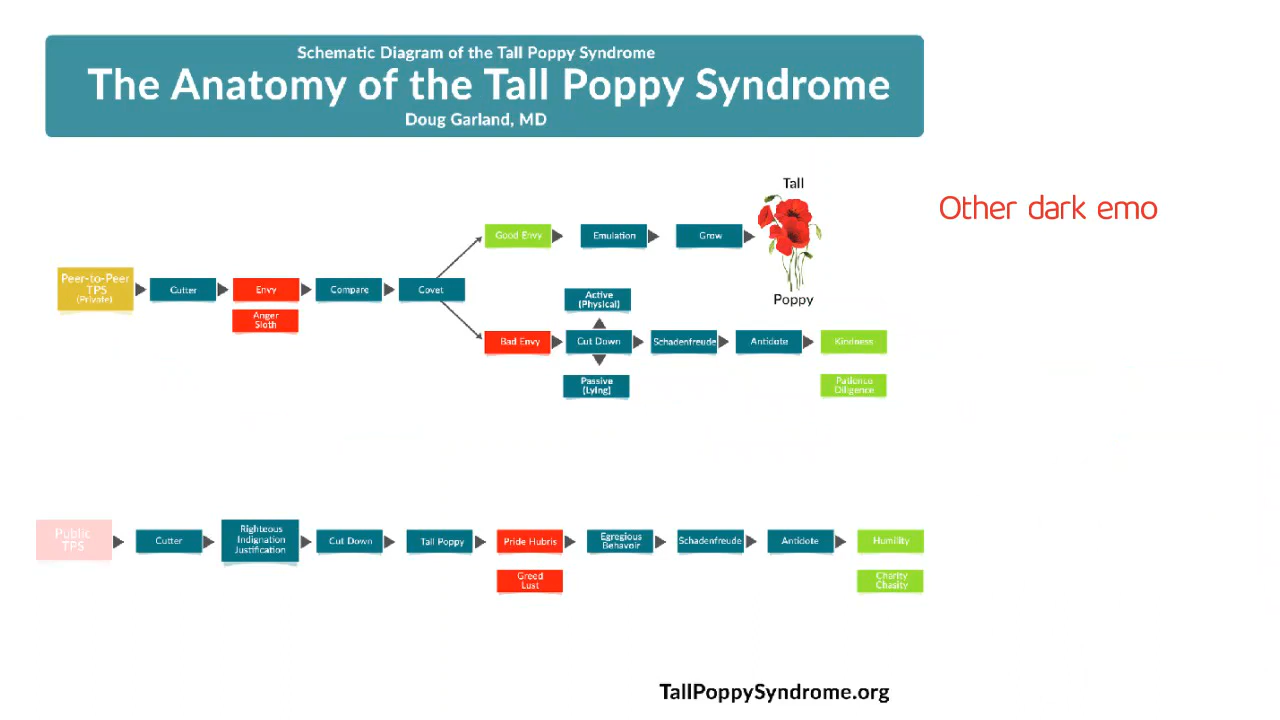 Schematic Diagram of the Tall Poppy Syndrome
The Anatomy of the Tall Poppy Syndrome
Doug Garland, MD
Other dark emo
Tall
Poppy
Good Envy
Emulation
Grow
Peer-to-Peer
TPS
(Private)
Cutter
Envy
Anger
Sloth
Compare
Covet
Active
(Physical)
Bad Envy
Cut Down
Schadenfreude
Antidote
Kindness
Passive
(Lying)
Patience
Diligence
Public
TPS
Cutter
Righteous
Indignation
Justification
Cut Down
Tall Poppy
Pride Hubris
Egregious
Behavoir
Schadenfreude
Antidote
Humility
Greed
Lust
Charity
Chasity
TallPoppySyndrome.org